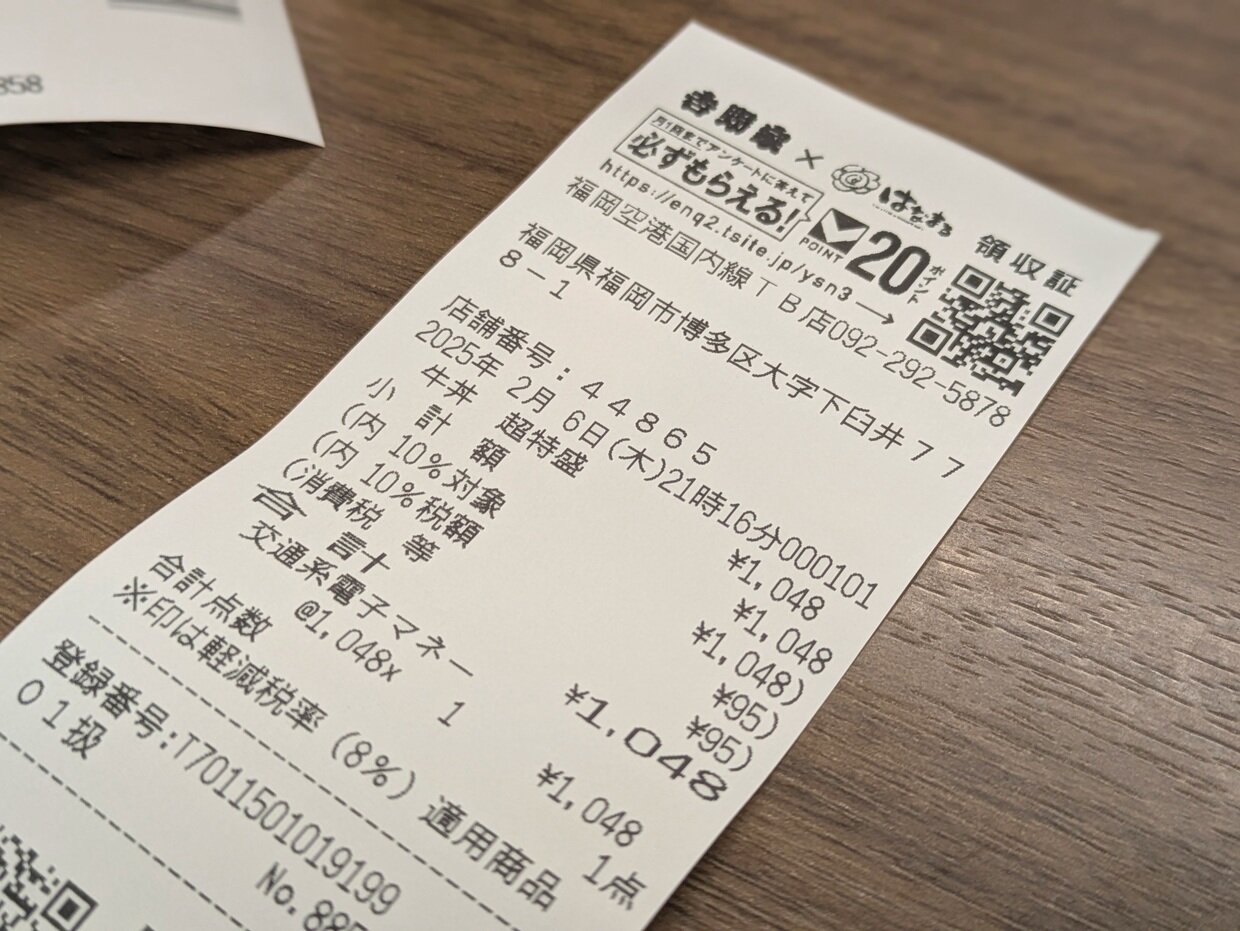 858
吉野家 × はなまる 領収証
月1回までアンケートに答えて
必ずもらえる!
V POINT 20 ポイント
https://enq2.tsite.jp/ysn3
福岡空港国内線TB店092-292-5878
福岡県福岡市博多区大字下臼井77
8-1
店舗番号:44865
2025年 2月 6日(木)21時16分000101
牛丼 超特盛 ¥1,048
小 計 額 ¥1,048
(内 10%対象 ¥1,048)
(内 10%税額 ¥95)
(消費税 等 ¥95)
合 計 ¥1,048
交通系電子マネー ¥1,048
@1,048x 1
合計点数 1点
※印は軽減税率(8%)適用商品
登録番号:T7011501019199
01扱 No.885